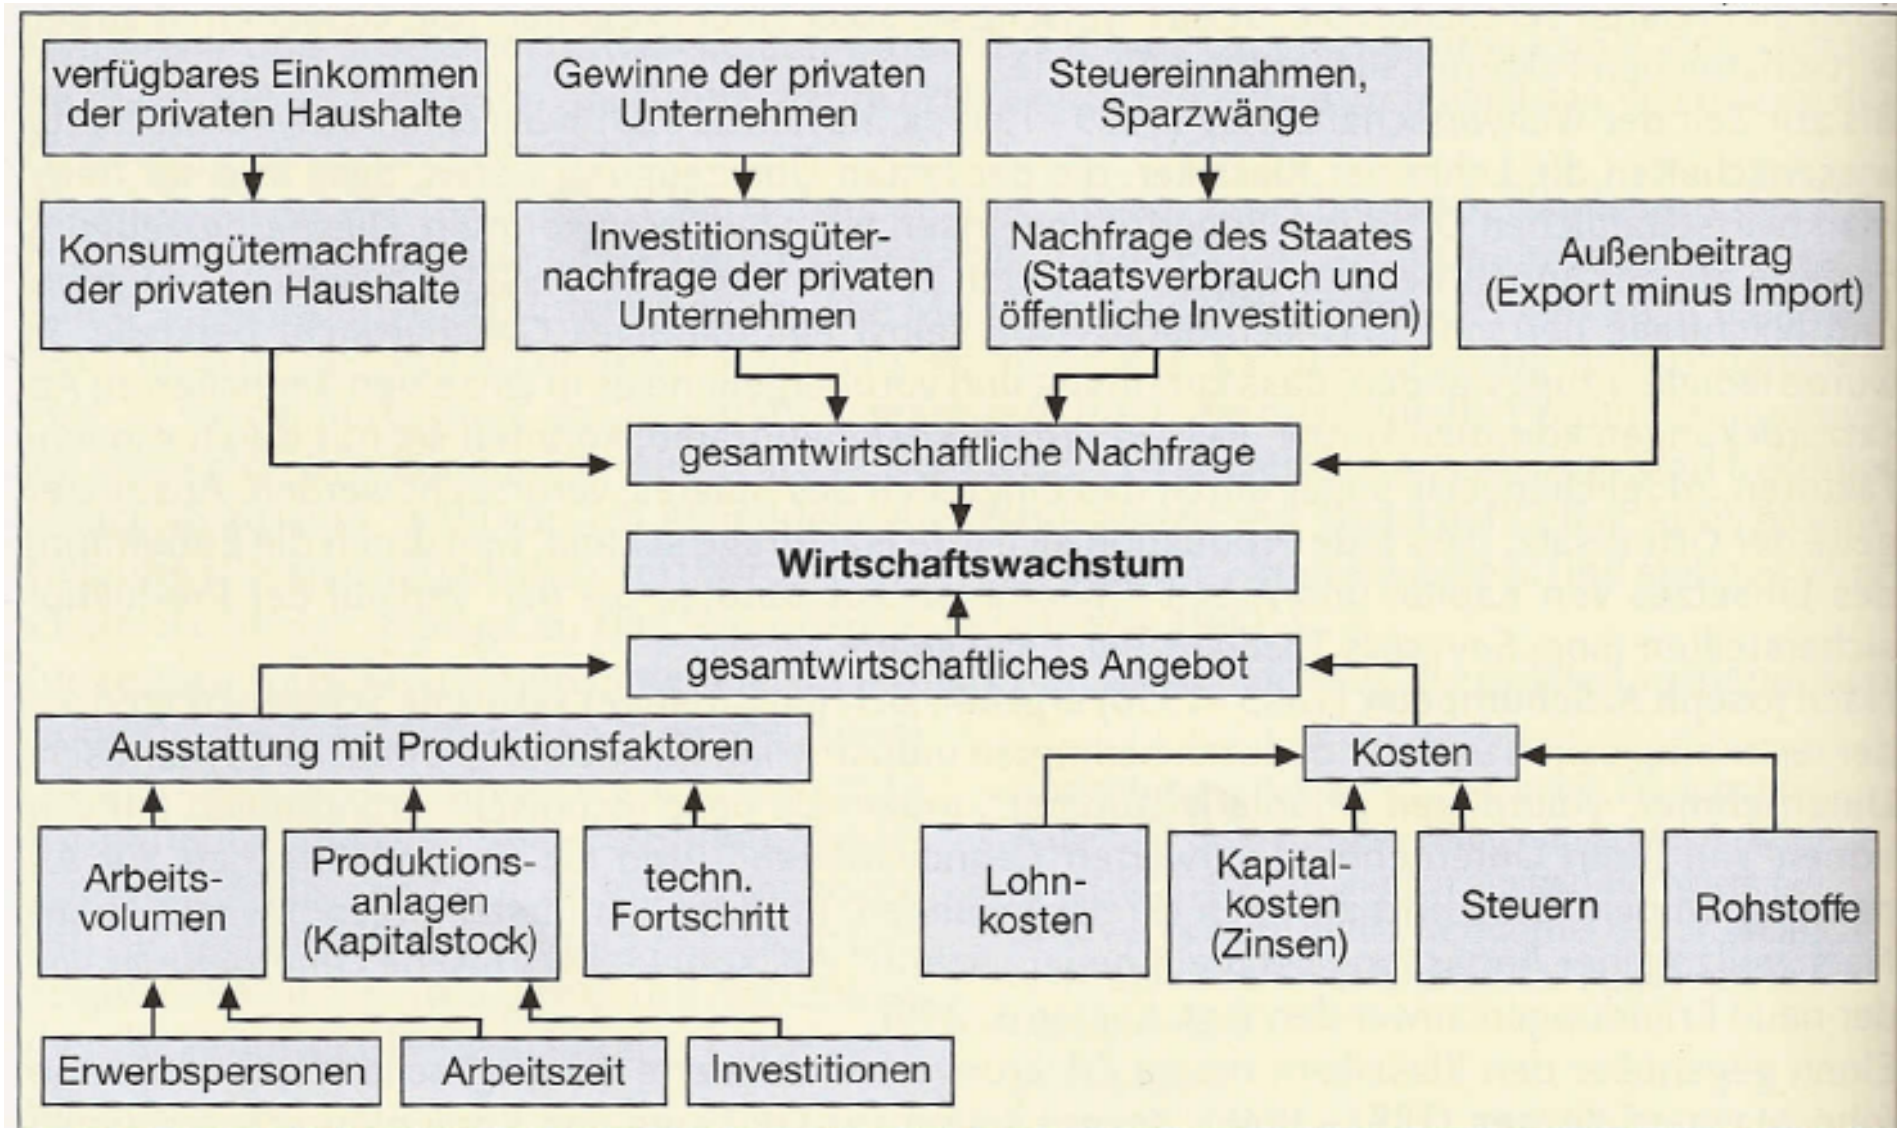 verfügbares Einkommen
der privaten Haushalte
Gewinne der privaten
Unternehmen
Steuereinnahmen,
Sparzwänge
Konsumgüternachfrage
der privaten Haushalte
Investitionsgüter-
nachfrage der privaten
Unternehmen
Nachfrage des Staates
(Staatsverbrauch und
öffentliche Investitionen)
Außenbeitrag
(Export minus Import)
gesamtwirtschaftliche Nachfrage
Wirtschaftswachstum
gesamtwirtschaftliches Angebot
Ausstattung mit Produktionsfaktoren
Kosten
Arbeits-
volumen
Produktions-
anlagen
(Kapitalstock)
techn.
Fortschritt
Lohn-
kosten
Kapital-
kosten
(Zinsen)
Steuern
Rohstoffe
Erwerbspersonen
Arbeitszeit
Investitionen